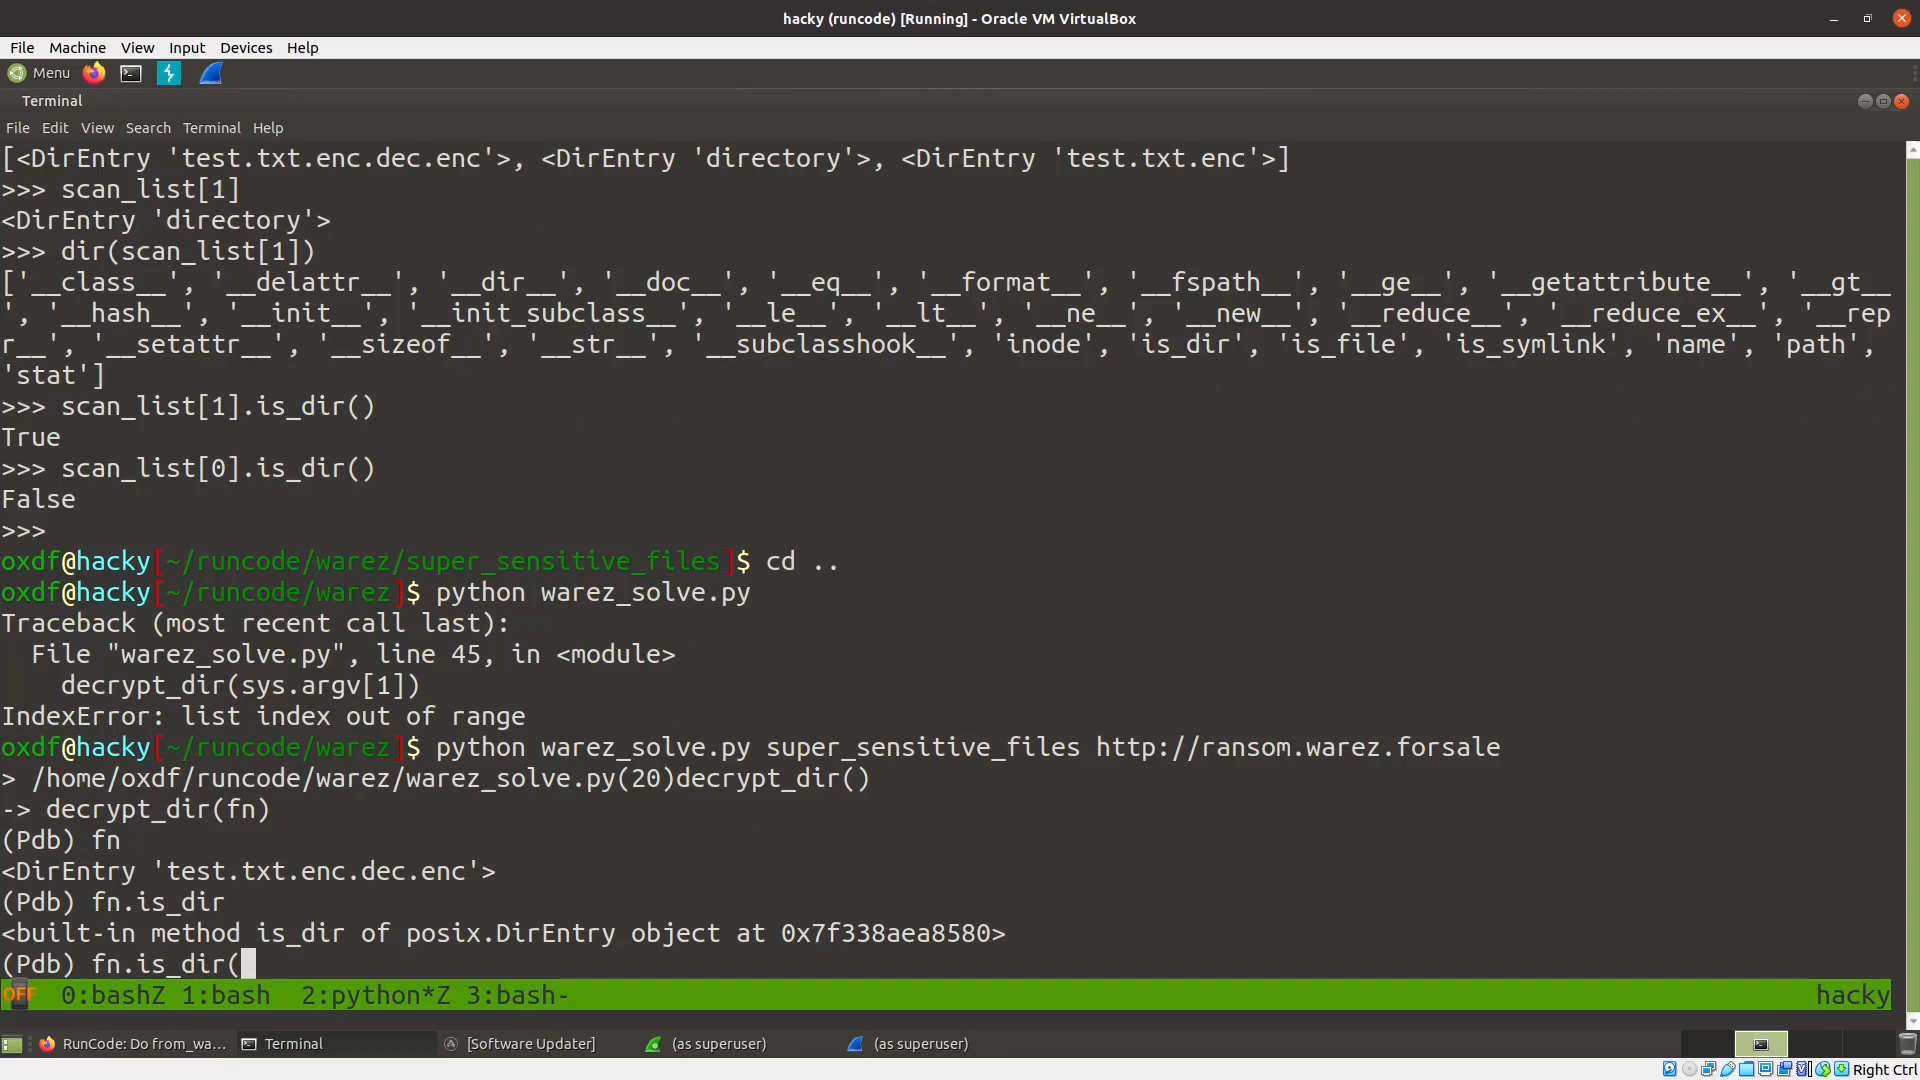 hacky (runcode) [Running] - Oracle VM VirtualBox
File Machine View Input Devices Help
Menu
Terminal
File Edit View Search Terminal Help
[<DirEntry 'test.txt.enc.dec.enc'>, <DirEntry 'directory'>, <DirEntry 'test.txt.enc'>]
>>> scan_list[1]
<DirEntry 'directory'>
>>> dir(scan_list[1])
['__class__', '__delattr__', '__dir__', '__doc__', '__eq__', '__format__', '__fspath__', '__ge__', '__getattribute__', '__gt__
', '__hash__', '__init__', '__init_subclass__', '__le__', '__lt__', '__ne__', '__new__', '__reduce__', '__reduce_ex__', '__rep
r__', '__setattr__', '__sizeof__', '__str__', '__subclasshook__', 'inode', 'is_dir', 'is_file', 'is_symlink', 'name', 'path',
'stat']
>>> scan_list[1].is_dir()
True
>>> scan_list[0].is_dir()
False
>>>
oxdf@hacky[~/runcode/warez/super_sensitive_files]$ cd ..
oxdf@hacky[~/runcode/warez]$ python warez_solve.py
Traceback (most recent call last):
  File "warez_solve.py", line 45, in <module>
    decrypt_dir(sys.argv[1])
IndexError: list index out of range
oxdf@hacky[~/runcode/warez]$ python warez_solve.py super_sensitive_files http://ransom.warez.forsale
> /home/oxdf/runcode/warez/warez_solve.py(20)decrypt_dir()
-> decrypt_dir(fn)
(Pdb) fn
<DirEntry 'test.txt.enc.dec.enc'>
(Pdb) fn.is_dir
<built-in method is_dir of posix.DirEntry object at 0x7f338aea8580>
(Pdb) fn.is_dir(
OFF 0:bashZ 1:bash 2:python*Z 3:bash- hacky
RunCode: Do from_wa... Terminal [Software Updater] (as superuser) (as superuser)
Right Ctrl